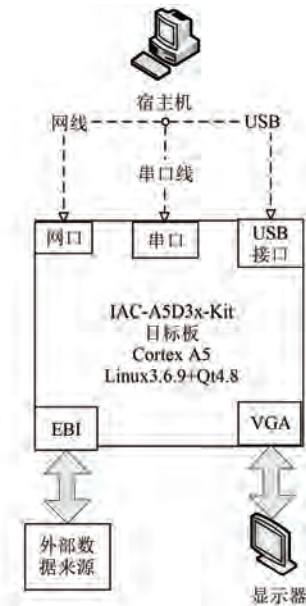 宿主机
网线
USB
串口线
网口
串口
USB
接口
IAC-A5D3x-Kit
目标板
Cortex A5
Linux3.6.9+Qt4.8
EBI
VGA
外部数
据来源
显示器